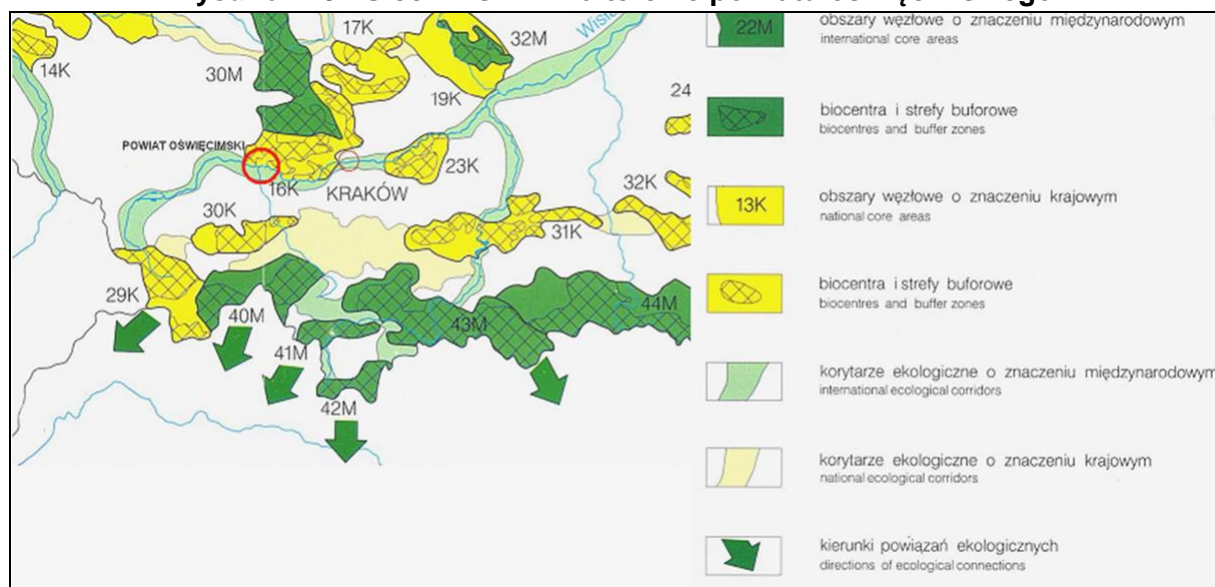 17K
32M
Wisła
14K
30M
19K
24
POWIAT OŚWIĘCIMSKI
23K
16K
KRAKÓW
32K
30K
31K
29K
40M
43M
44M
41M
42M
22M
obszary węzłowe o znaczeniu międzynarodowym
international core areas
biocentra i strefy buforowe
biocentres and buffer zones
13K
obszary węzłowe o znaczeniu krajowym
national core areas
biocentra i strefy buforowe
biocentres and buffer zones
korytarze ekologiczne o znaczeniu międzynarodowym
international ecological corridors
korytarze ekologiczne o znaczeniu krajowym
national ecological corridors
kierunki powiązań ekologicznych
directions of ecological connections